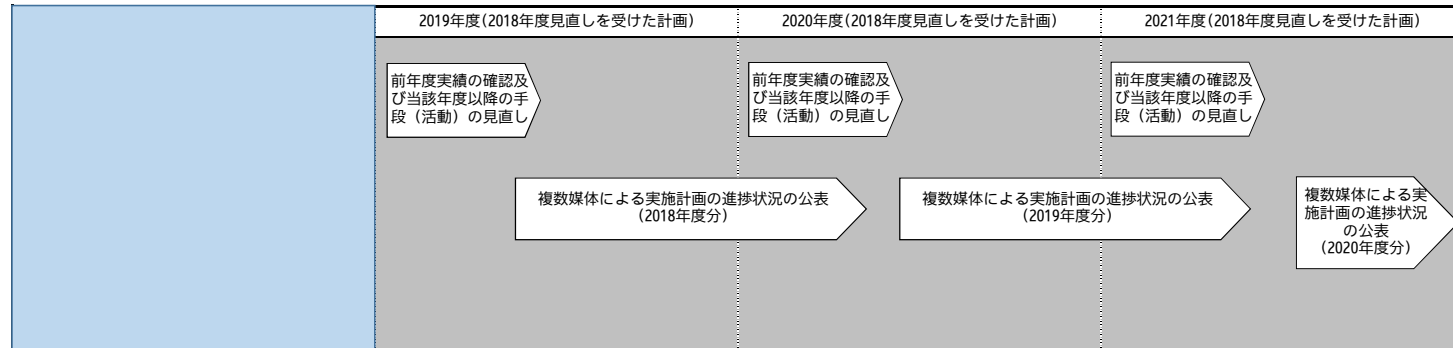 2019年度(2018年度見直しを受けた計画)
2020年度(2018年度見直しを受けた計画)
2021年度(2018年度見直しを受けた計画)
前年度実績の確認及
び当該年度以降の手
段（活動）の見直し
前年度実績の確認及
び当該年度以降の手
段（活動）の見直し
前年度実績の確認及
び当該年度以降の手
段（活動）の見直し
複数媒体による実施計画の進捗状況の公表
(2018年度分)
複数媒体による実施計画の進捗状況の公表
(2019年度分)
複数媒体による実
施計画の進捗状況
の公表
(2020年度分)